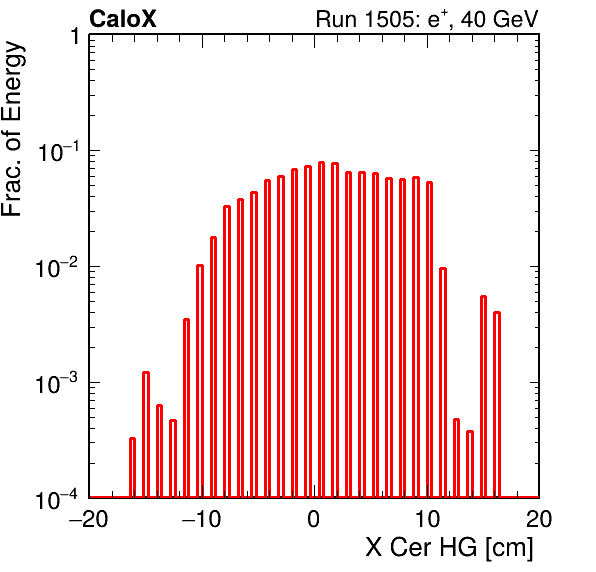 CaloX
Run 1505: e⁺, 40 GeV
Frac. of Energy
1
10⁻¹
10⁻²
10⁻³
10⁻⁴
−20 −10 0 10 20
X Cer HG [cm]